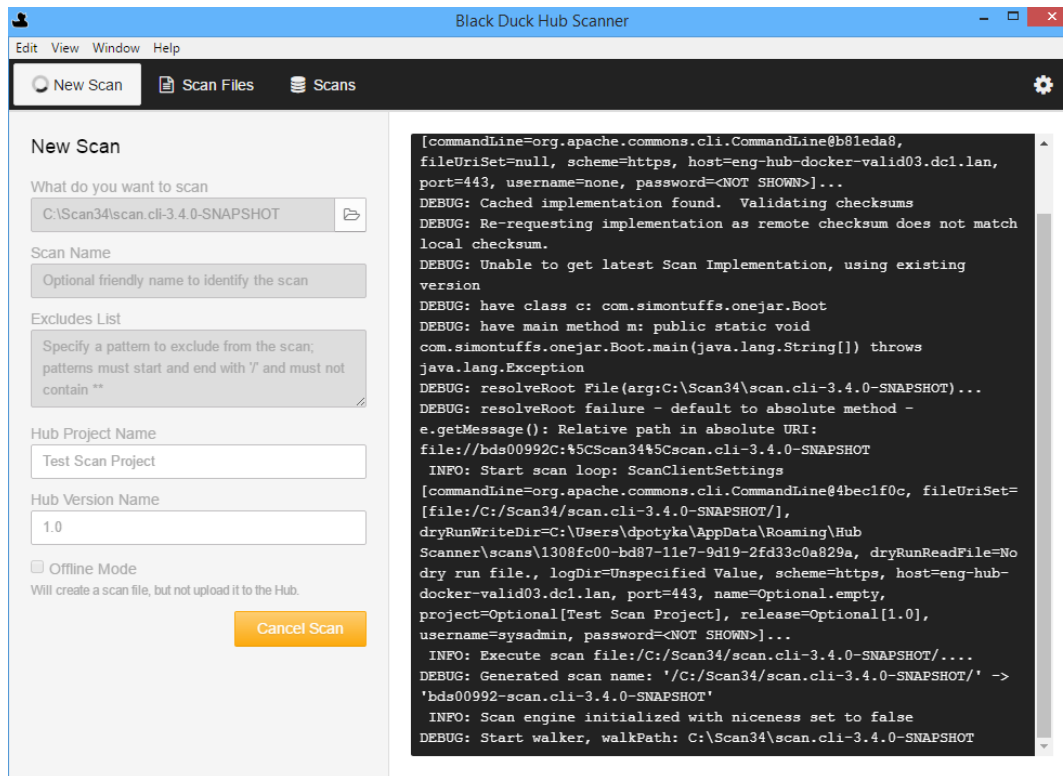 Black Duck Hub Scanner
Edit View Window Help
New Scan Scan Files Scans
New Scan
What do you want to scan
C:\Scan34\scan.cli-3.4.0-SNAPSHOT
Scan Name
Optional friendly name to identify the scan
Excludes List
Specify a pattern to exclude from the scan;
patterns must start and end with '/' and must not
contain **
Hub Project Name
Test Scan Project
Hub Version Name
1.0
Offline Mode
Will create a scan file, but not upload it to the Hub.
Cancel Scan
[commandLine=org.apache.commons.cli.CommandLine@b81eda8,
fileUriSet=null, scheme=https, host=eng-hub-docker-valid03.dc1.lan,
port=443, username=none, password=<NOT SHOWN>]...
DEBUG: Cached implementation found. Validating checksums
DEBUG: Re-requesting implementation as remote checksum does not match
local checksum.
DEBUG: Unable to get latest Scan Implementation, using existing
version
DEBUG: have class c: com.simontuffs.onejar.Boot
DEBUG: have main method m: public static void
com.simontuffs.onejar.Boot.main(java.lang.String[]) throws
java.lang.Exception
DEBUG: resolveRoot File(arg:C:\Scan34\scan.cli-3.4.0-SNAPSHOT)...
DEBUG: resolveRoot failure - default to absolute method -
e.getMessage(): Relative path in absolute URI:
file://bds00992C:%5CScan34%5Cscan.cli-3.4.0-SNAPSHOT
INFO: Start scan loop: ScanClientSettings
[commandLine=org.apache.commons.cli.CommandLine@4bec1f0c, fileUriSet=
[file:/C:/Scan34/scan.cli-3.4.0-SNAPSHOT/],
dryRunWriteDir=C:\Users\dpotyka\AppData\Roaming\Hub
Scanner\scans\1308fc00-bd87-11e7-9d19-2fd33c0a829a, dryRunReadFile=No
dry run file., logDir=Unspecified Value, scheme=https, host=eng-hub-
docker-valid03.dc1.lan, port=443, name=Optional.empty,
project=Optional[Test Scan Project], release=Optional[1.0],
username=sysadmin, password=<NOT SHOWN>]...
INFO: Execute scan file:/C:/Scan34/scan.cli-3.4.0-SNAPSHOT/....
DEBUG: Generated scan name: '/C:/Scan34/scan.cli-3.4.0-SNAPSHOT/' ->
'bds00992-scan.cli-3.4.0-SNAPSHOT'
INFO: Scan engine initialized with niceness set to false
DEBUG: Start walker, walkPath: C:\Scan34\scan.cli-3.4.0-SNAPSHOT